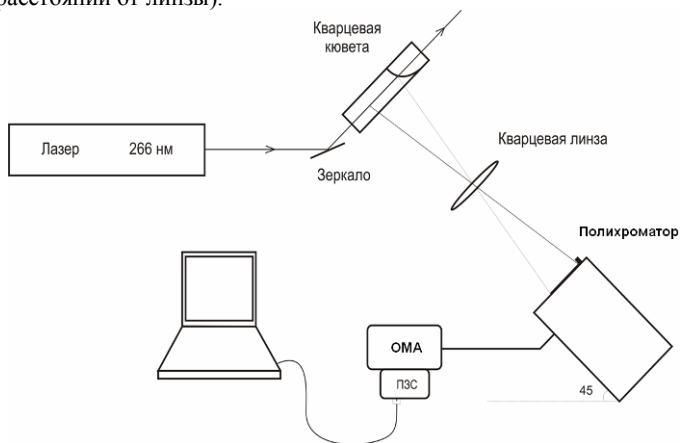 расстоянии от линзы).
Кварцевая
кювета
Лазер 266 нм
Кварцевая линза
Зеркало
Полихроматор
ОМА
ПЗС
45